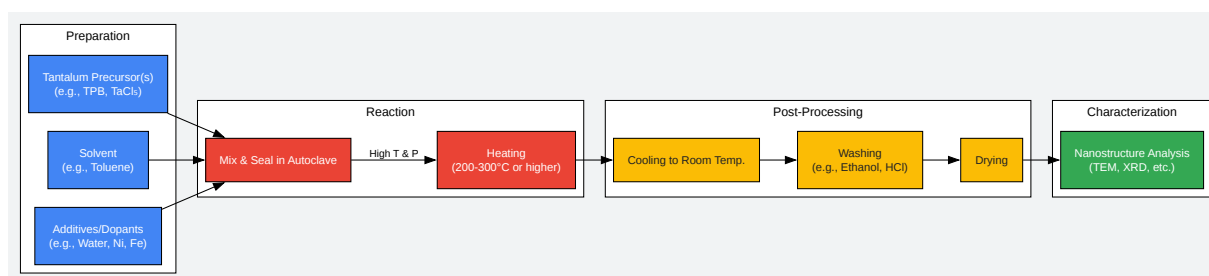 Preparation
Tantalum Precursor(s)
(e.g., TPB, TaCl₅)
Solvent
(e.g., Toluene)
Additives/Dopants
(e.g., Water, Ni, Fe)
Reaction
Mix & Seal in Autoclave
High T & P
Heating
(200-300°C or higher)
Post-Processing
Cooling to Room Temp.
Washing
(e.g., Ethanol, HCl)
Drying
Characterization
Nanostructure Analysis
(TEM, XRD, etc.)